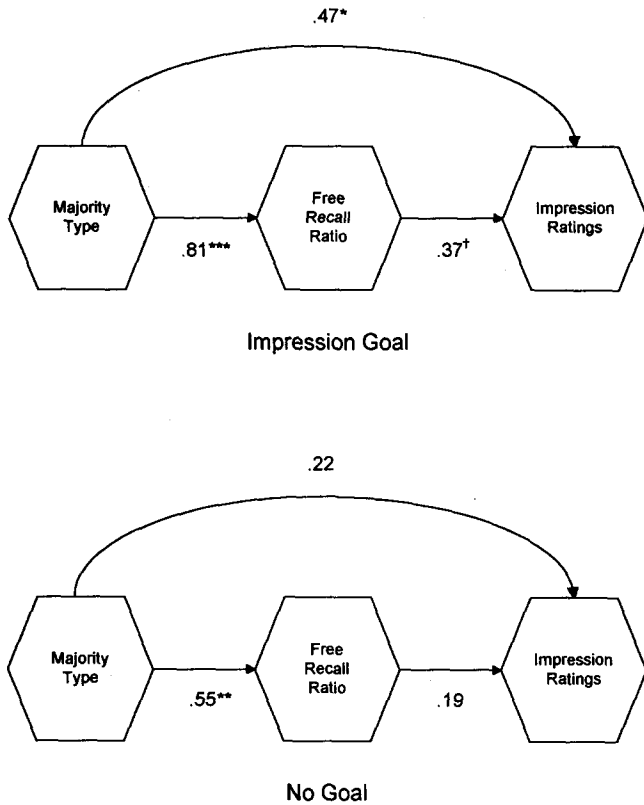 .47*
Majority
Type
Free
Recall
Ratio
Impression
Ratings
.81***
.37†
Impression Goal
.22
Majority
Type
Free
Recall
Ratio
Impression
Ratings
.55**
.19
No Goal